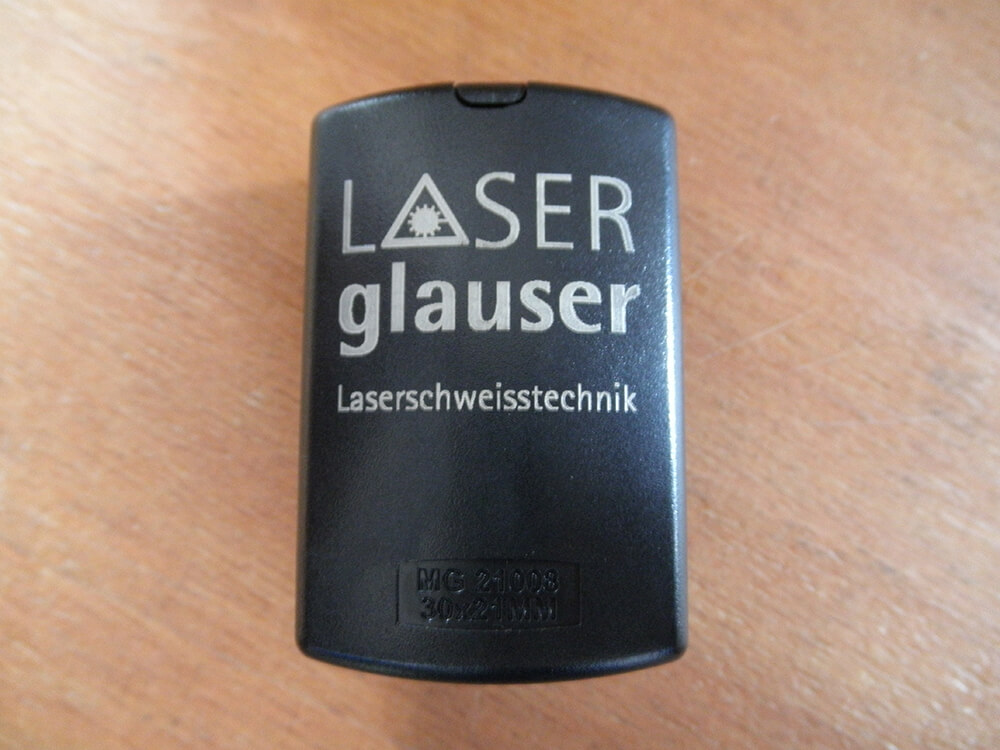 LASER
glauser
Laserschweisstechnik
MG 21008
30x21MM